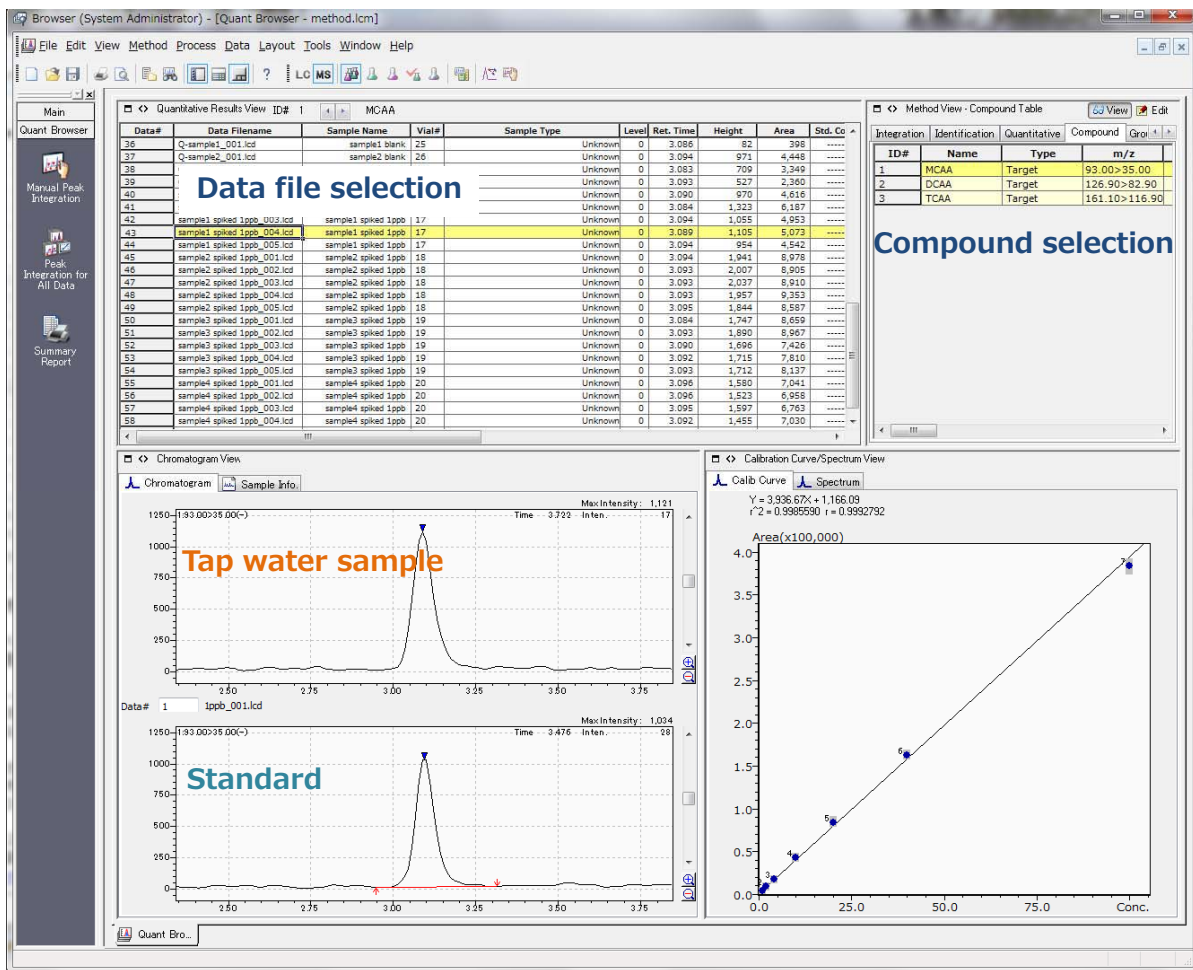 Browser (System Administrator) - [Quant Browser - method.lcm]
File Edit View Method Process Data Layout Tools Window Help
LC MS
Main
Quant Browser
Manual Peak
Integration
Peak
Integration for
All Data
Summary
Report
Quantitative Results View ID# 1 MCAA
Data# Data Filename Sample Name Vial# Sample Type Level Ret. Time Height Area Std. Co
36 Q-sample1_001.lcd sample1 blank 25 Unknown 0 3.086 82 398 -----
37 Q-sample2_001.lcd sample2 blank 26 Unknown 0 3.094 971 4,448 -----
38 Unknown 0 3.083 709 3,349 -----
39 Unknown 0 3.093 527 2,360 -----
40 Unknown 0 3.090 970 4,616 -----
41 Unknown 0 3.084 1,323 6,187 -----
42 sample1 spiked 1ppb_003.lcd sample1 spiked 1ppb 17 Unknown 0 3.094 1,055 4,953 -----
43 sample1 spiked 1ppb_004.lcd sample1 spiked 1ppb 17 Unknown 0 3.089 1,105 5,073 -----
44 sample1 spiked 1ppb_005.lcd sample1 spiked 1ppb 17 Unknown 0 3.094 954 4,542 -----
45 sample2 spiked 1ppb_001.lcd sample2 spiked 1ppb 18 Unknown 0 3.094 1,941 8,978 -----
46 sample2 spiked 1ppb_002.lcd sample2 spiked 1ppb 18 Unknown 0 3.093 2,007 8,905 -----
47 sample2 spiked 1ppb_003.lcd sample2 spiked 1ppb 18 Unknown 0 3.093 2,037 8,910 -----
48 sample2 spiked 1ppb_004.lcd sample2 spiked 1ppb 18 Unknown 0 3.093 1,957 9,353 -----
49 sample2 spiked 1ppb_005.lcd sample2 spiked 1ppb 18 Unknown 0 3.095 1,844 8,587 -----
50 sample3 spiked 1ppb_001.lcd sample3 spiked 1ppb 19 Unknown 0 3.084 1,747 8,659 -----
51 sample3 spiked 1ppb_002.lcd sample3 spiked 1ppb 19 Unknown 0 3.093 1,890 8,967 -----
52 sample3 spiked 1ppb_003.lcd sample3 spiked 1ppb 19 Unknown 0 3.090 1,696 7,426 -----
53 sample3 spiked 1ppb_004.lcd sample3 spiked 1ppb 19 Unknown 0 3.092 1,715 7,810 -----
54 sample3 spiked 1ppb_005.lcd sample3 spiked 1ppb 19 Unknown 0 3.093 1,712 8,137 -----
55 sample4 spiked 1ppb_001.lcd sample4 spiked 1ppb 20 Unknown 0 3.096 1,580 7,041 -----
56 sample4 spiked 1ppb_002.lcd sample4 spiked 1ppb 20 Unknown 0 3.096 1,523 6,958 -----
57 sample4 spiked 1ppb_003.lcd sample4 spiked 1ppb 20 Unknown 0 3.095 1,597 6,763 -----
58 sample4 spiked 1ppb_004.lcd sample4 spiked 1ppb 20 Unknown 0 3.092 1,455 7,030 -----
Data file selection
Method View - Compound Table View Edit
Integration Identification Quantitative Compound Grou
ID# Name Type m/z
1 MCAA Target 93.00>35.00
2 DCAA Target 126.90>82.90
3 TCAA Target 161.10>116.90
Compound selection
Chromatogram View
Chromatogram Sample Info.
Max Intensity: 1,121
1:93.00>35.00(-) Time 3.722 Inten. 17
1250
1000
750
500
250
0
Tap water sample
2.50 2.75 3.00 3.25 3.50 3.75
Data# 1 1ppb_001.lcd
Max Intensity: 1,034
1:93.00>35.00(-) Time 3.476 Inten. 28
1250
1000
750
500
250
0
Standard
2.50 2.75 3.00 3.25 3.50 3.75
Calibration Curve/Spectrum View
Calib Curve Spectrum
Y = 3,936.67X + 1,166.09
r^2 = 0.9985590 r = 0.9992792
Area(x100,000)
4.0
3.5
3.0
2.5
2.0
1.5
1.0
0.5
0.0
7
6
5
4
3
0.0 25.0 50.0 75.0 Conc.
Quant Bro...